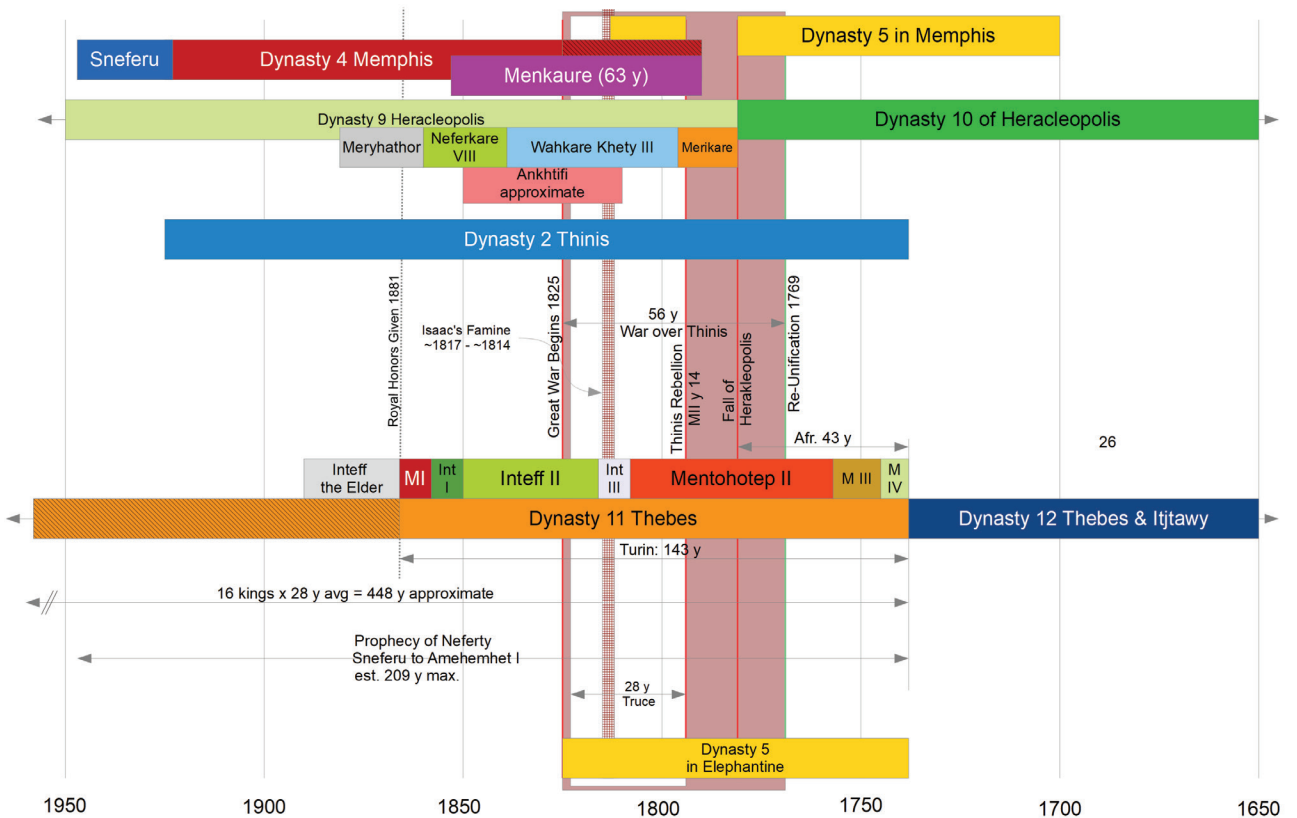 Dynasty 5 in Memphis
Sneferu
Dynasty 4 Memphis
Menkaure (63 y)
Dynasty 9 Heracleopolis
Dynasty 10 of Heracleopolis
Meryhathor
Neferkare
VIII
Wahkare Khety III
Merikare
Ankhtifi
approximate
Dynasty 2 Thinis
Royal Honors Given 1881
Isaac's Famine
~1817 - ~1814
Great War Begins 1825
56 y
War over Thinis
Thinis Rebellion
MII y 14
Fall of
Herakleopolis
Re-Unification 1769
Afr. 43 y
26
Inteff
the Elder
MI
Int
I
Inteff II
Int
III
Mentohotep II
M III
M
IV
Dynasty 11 Thebes
Dynasty 12 Thebes & Itjtawy
Turin: 143 y
16 kings x 28 y avg = 448 y approximate
Prophecy of Neferty
Sneferu to Amehemhet I
est. 209 y max.
28 y
Truce
Dynasty 5
in Elephantine
1950
1900
1850
1800
1750
1700
1650